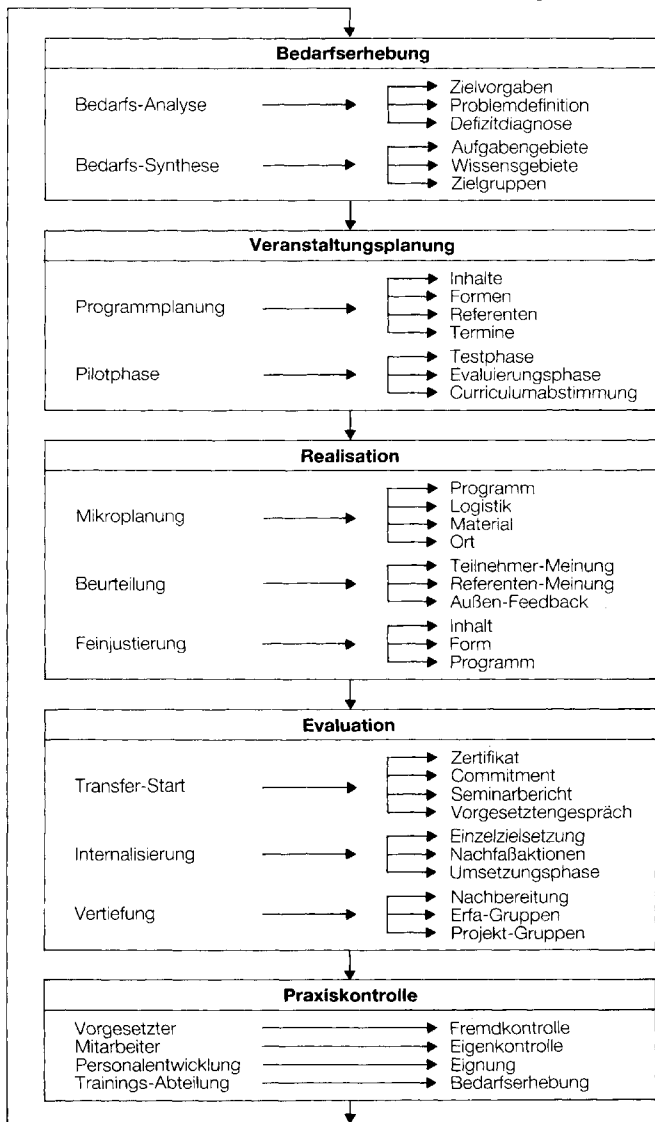 Bedarfserhebung
Bedarfs-Analyse
Zielvorgaben
Problemdefinition
Defizitdiagnose
Bedarfs-Synthese
Aufgabengebiete
Wissensgebiete
Zielgruppen
Veranstaltungsplanung
Programmplanung
Inhalte
Formen
Referenten
Termine
Pilotphase
Testphase
Evaluierungsphase
Curriculumabstimmung
Realisation
Mikroplanung
Programm
Logistik
Material
Ort
Beurteilung
Teilnehmer-Meinung
Referenten-Meinung
Außen-Feedback
Feinjustierung
Inhalt
Form
Programm
Evaluation
Transfer-Start
Zertifikat
Commitment
Seminarbericht
Vorgesetztengespräch
Internalisierung
Einzelzielsetzung
Nachfaßaktionen
Umsetzungsphase
Vertiefung
Nachbereitung
Erfa-Gruppen
Projekt-Gruppen
Praxiskontrolle
Vorgesetzter Fremdkontrolle
Mitarbeiter Eigenkontrolle
Personalentwicklung Eignung
Trainings-Abteilung Bedarfserhebung